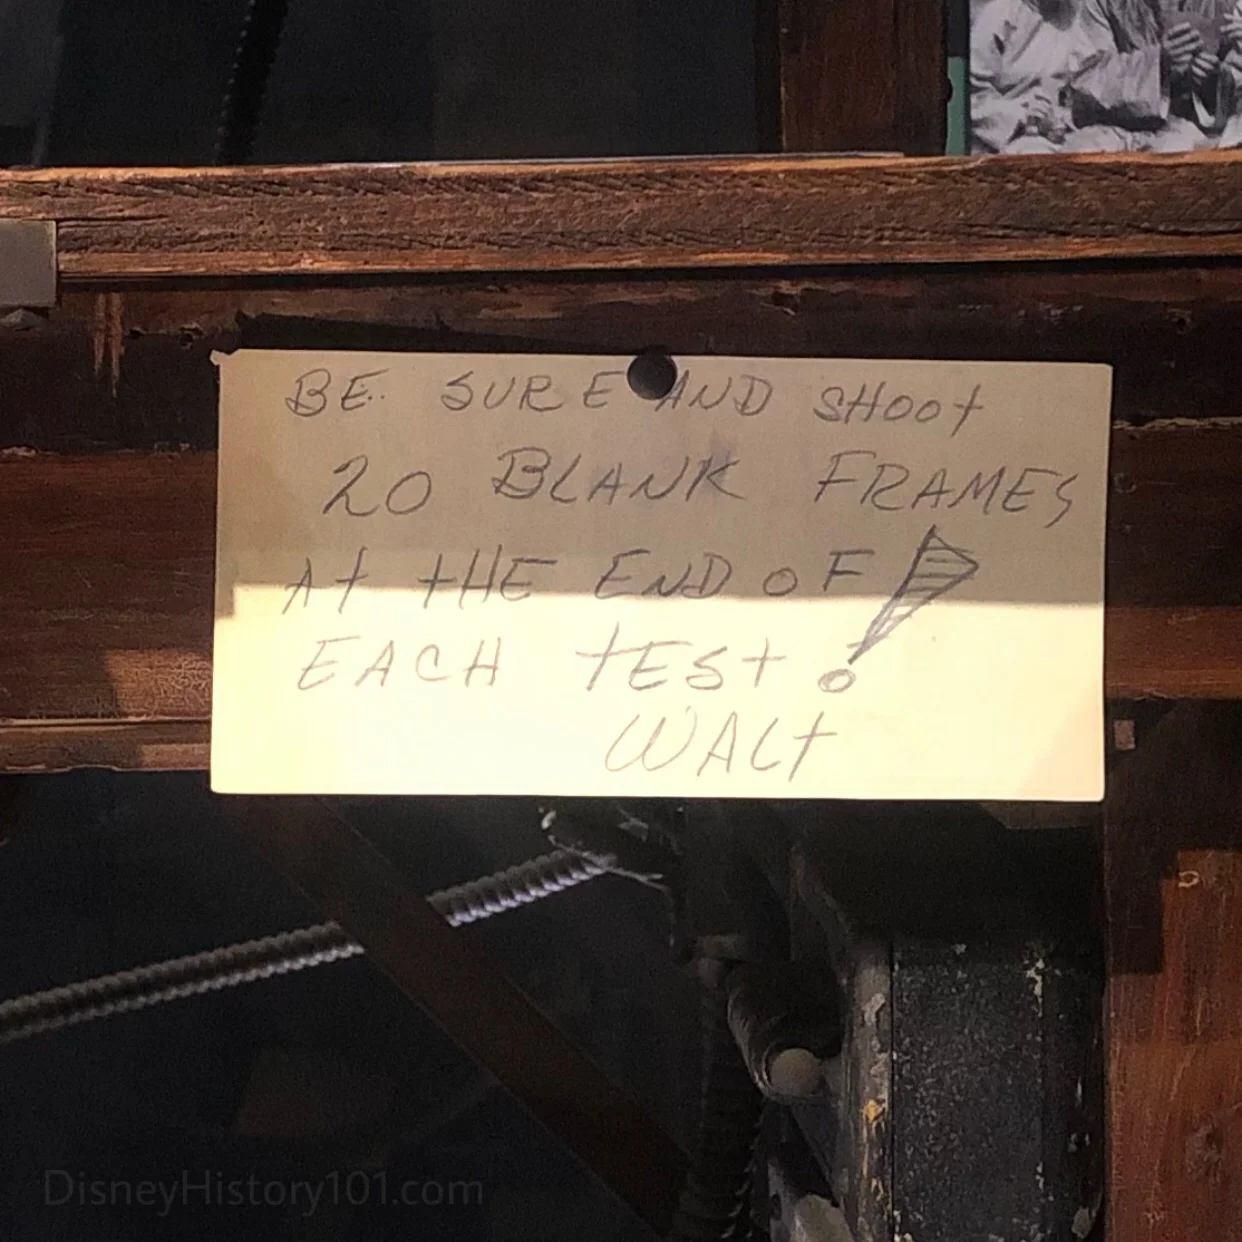 BE. SURE AND SHOOt
20 BLANK FRAMES
At tHE END OF
EACH tESt!
WALt
DisneyHistory101.com